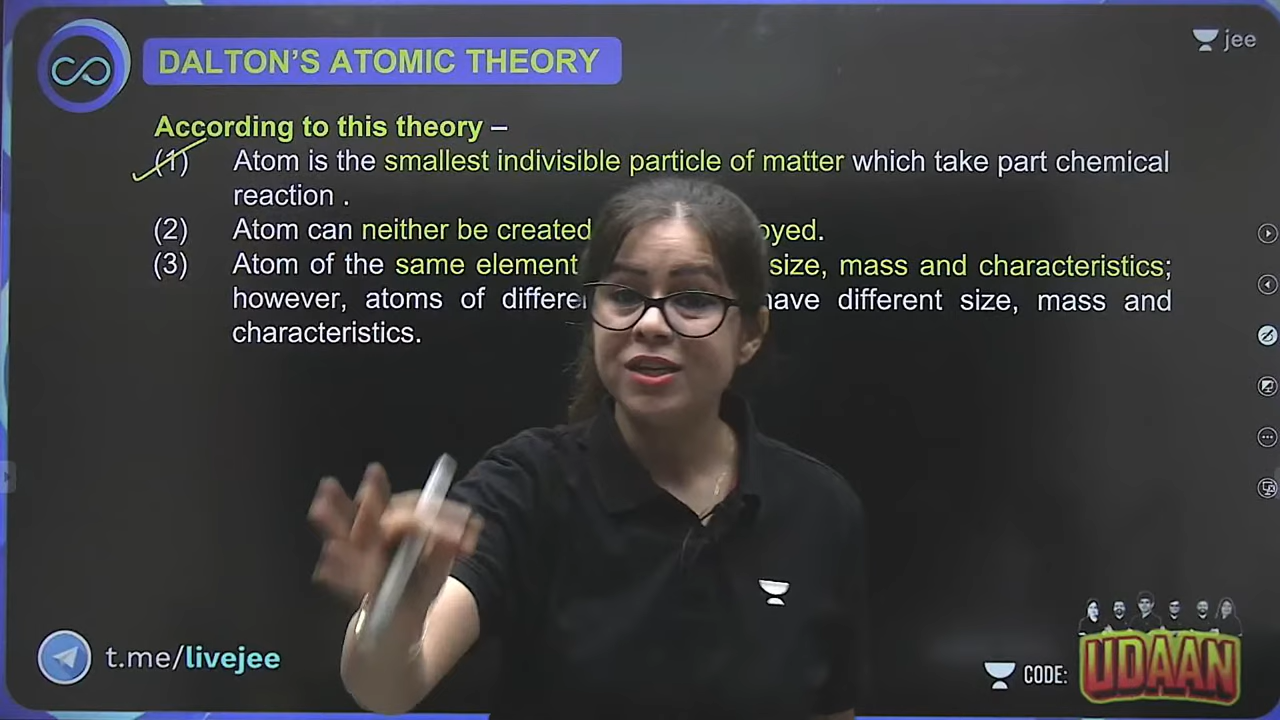 DALTON'S ATOMIC THEORY
jee
According to this theory –
(1) Atom is the smallest indivisible particle of matter which take part chemical
reaction .
(2) Atom can neither be created oyed.
(3) Atom of the same element size, mass and characteristics;
however, atoms of differe have different size, mass and
characteristics.
t.me/livejee
CODE: UDAAN